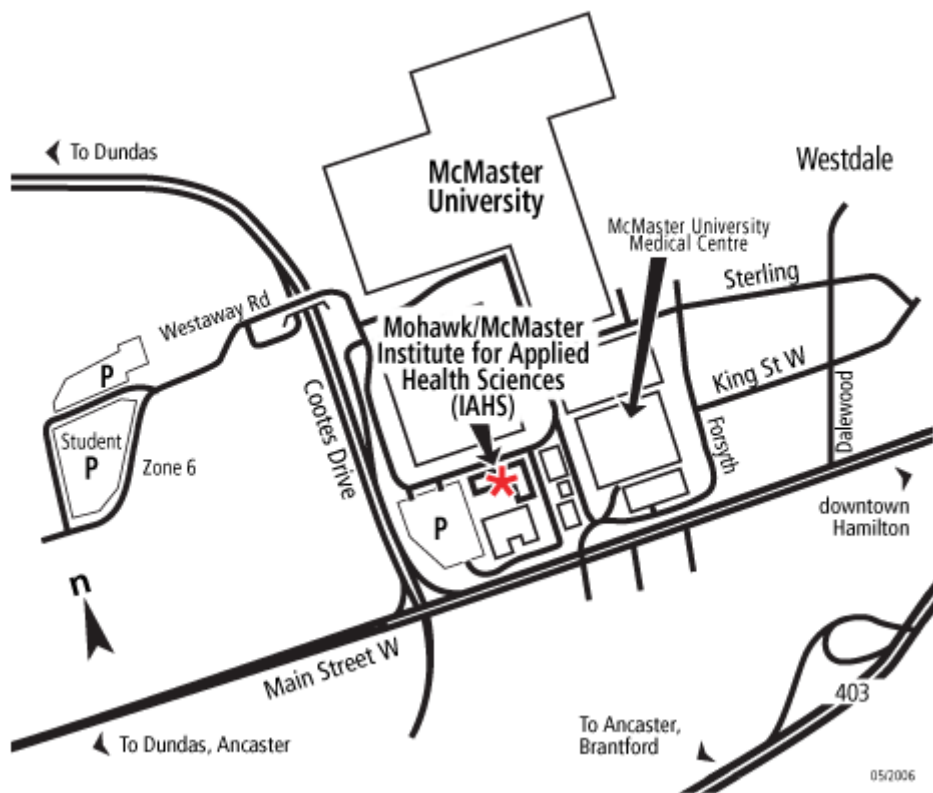 To Dundas
McMaster
University
Westdale
McMaster University
Medical Centre
Sterling
Westaway Rd
Mohawk/McMaster
Institute for Applied
Health Sciences
(IAHS)
King St W
P
Student
P
Zone 6
Cootes Drive
Forsyth
Dalewood
*
P
downtown
Hamilton
n
Main Street W
403
To Dundas, Ancaster
To Ancaster,
Brantford
05/2006